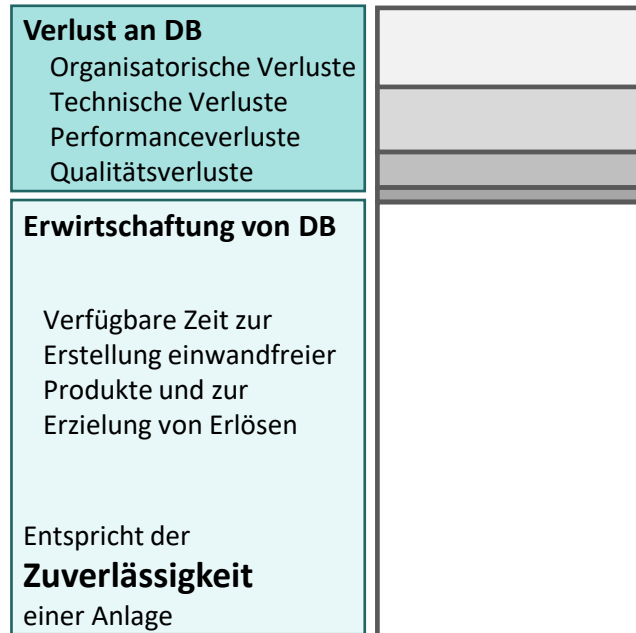 Verlust an DB
Organisatorische Verluste
Technische Verluste
Performanceverluste
Qualitätsverluste
Erwirtschaftung von DB
Verfügbare Zeit zur
Erstellung einwandfreier
Produkte und zur
Erzielung von Erlösen
Entspricht der
Zuverlässigkeit
einer Anlage